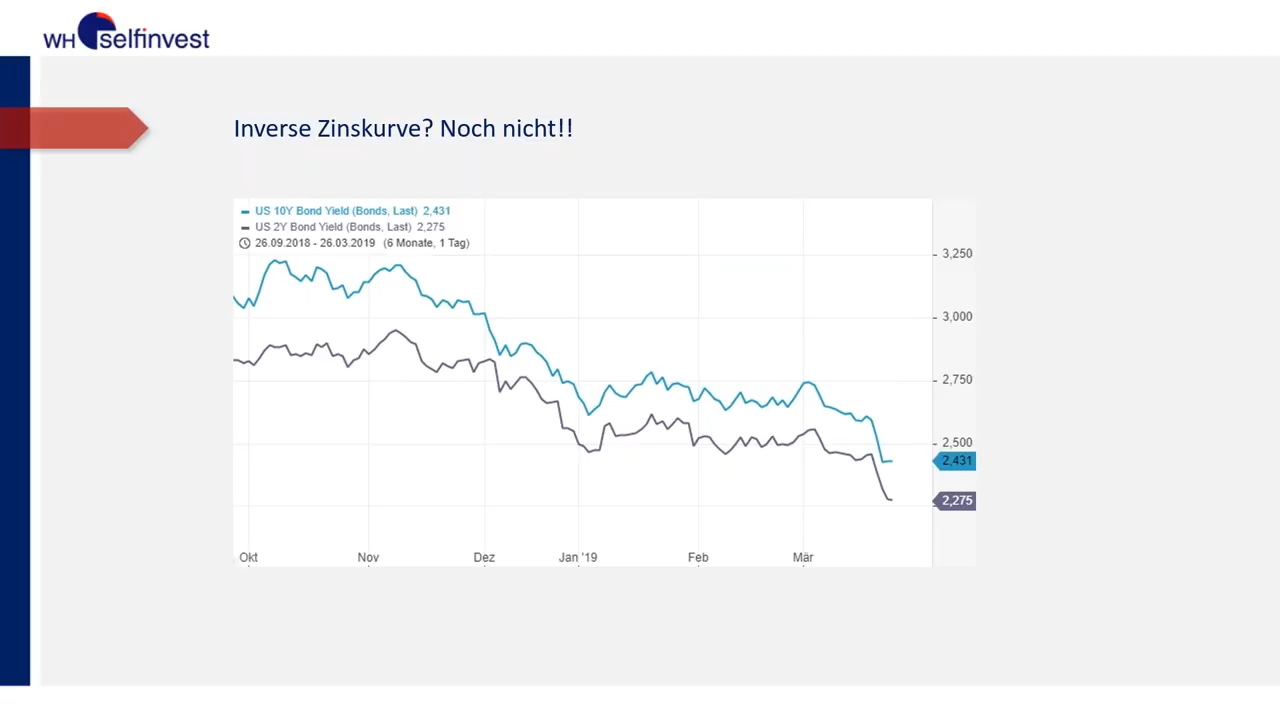 WH selfinvest
Inverse Zinskurve? Noch nicht!!
US 10Y Bond Yield (Bonds, Last) 2,431
US 2Y Bond Yield (Bonds, Last) 2,275
26.09.2018 - 26.03.2019 (6 Monate, 1 Tag)
3,250
3,000
2,750
2,500
2,431
2,275
Okt Nov Dez Jan '19 Feb Mär